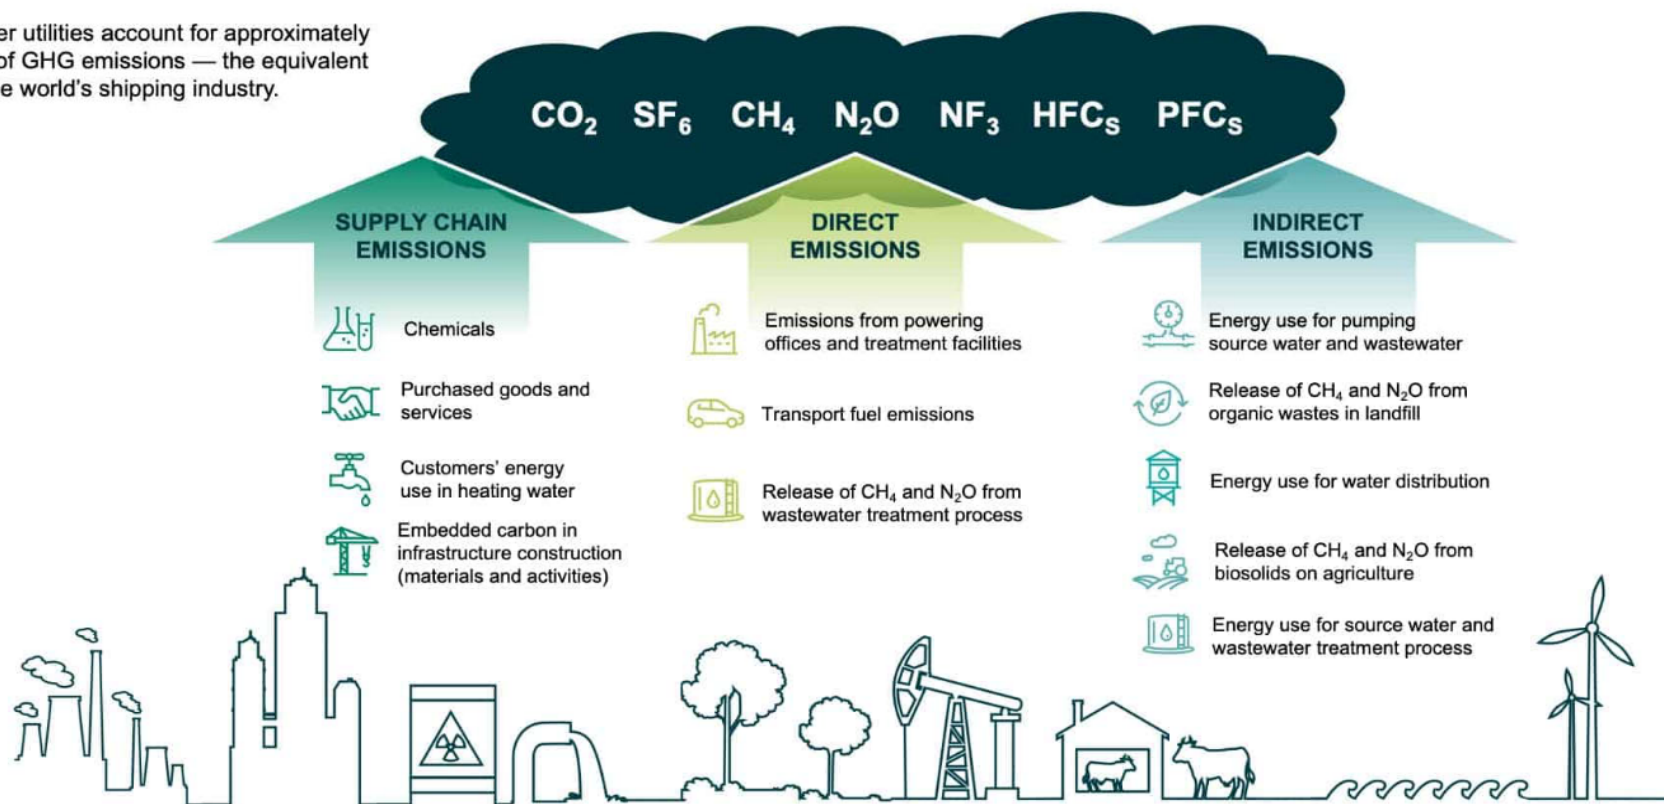 er utilities account for approximately
of GHG emissions — the equivalent
e world's shipping industry.
CO₂ SF₆ CH₄ N₂O NF₃ HFCs PFCs
SUPPLY CHAIN
EMISSIONS
Chemicals
Purchased goods and
services
Customers' energy
use in heating water
Embedded carbon in
infrastructure construction
(materials and activities)
DIRECT
EMISSIONS
Emissions from powering
offices and treatment facilities
Transport fuel emissions
Release of CH₄ and N₂O from
wastewater treatment process
INDIRECT
EMISSIONS
Energy use for pumping
source water and wastewater
Release of CH₄ and N₂O from
organic wastes in landfill
Energy use for water distribution
Release of CH₄ and N₂O from
biosolids on agriculture
Energy use for source water and
wastewater treatment process